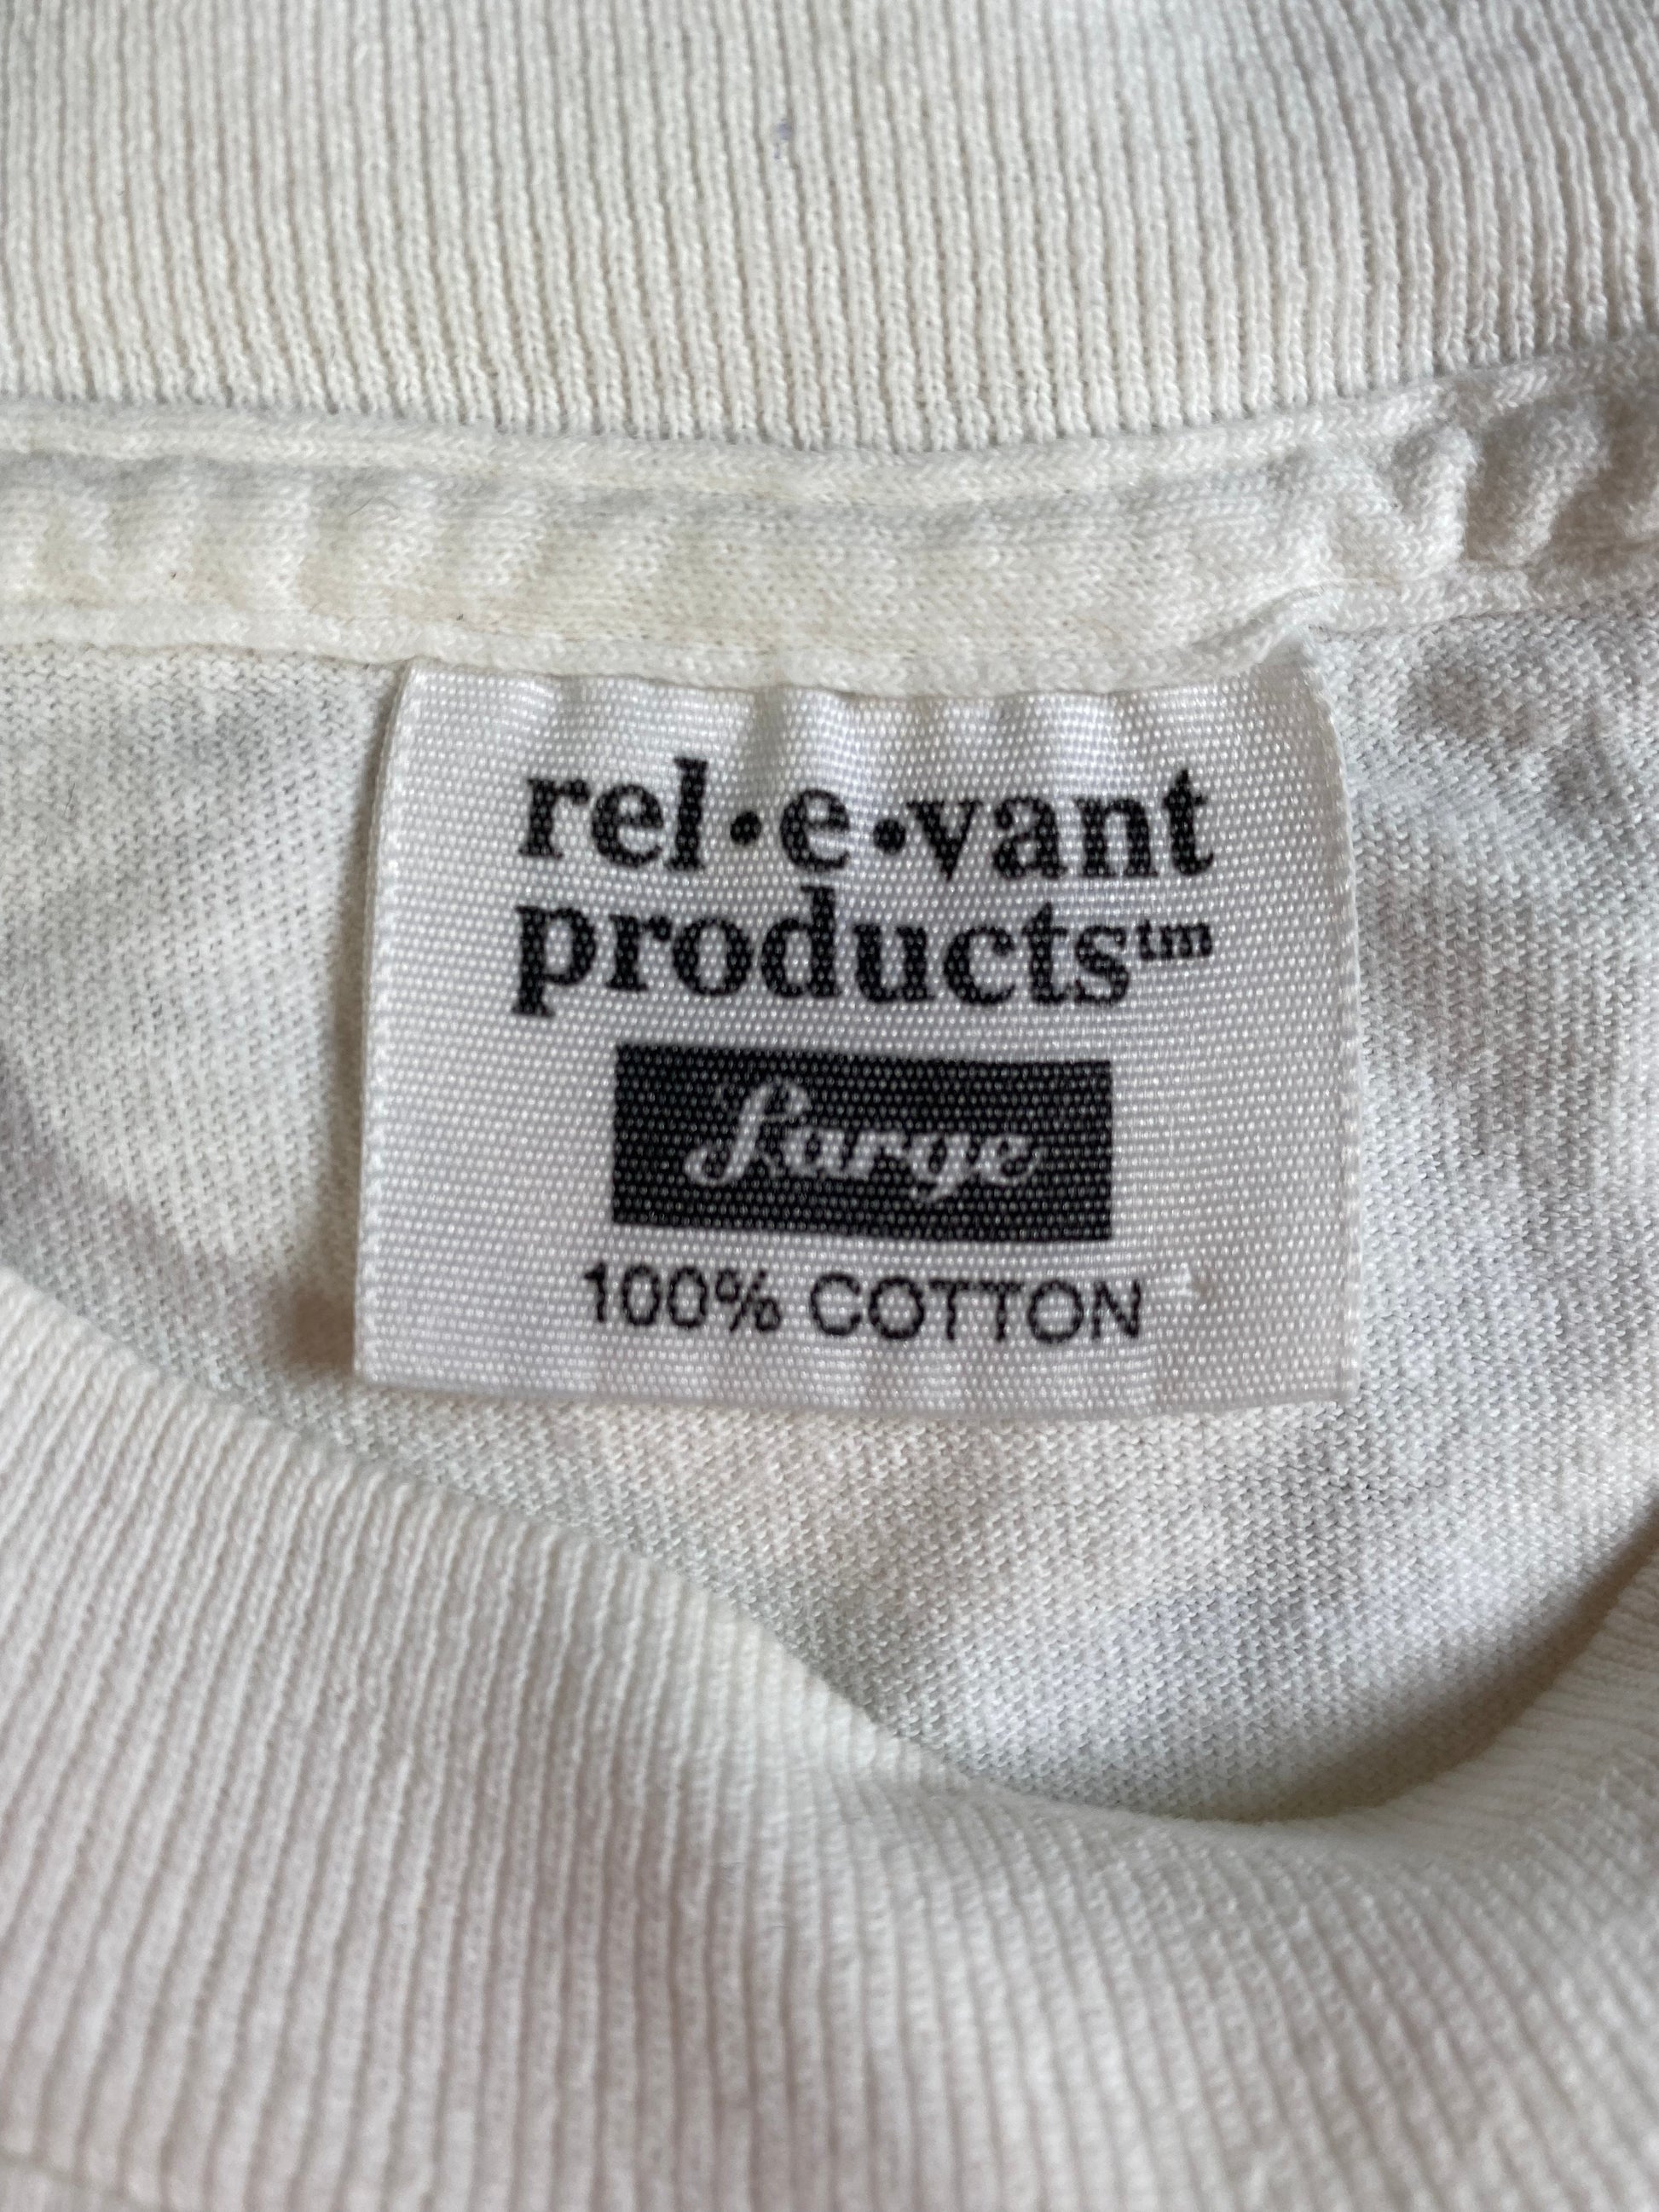 rel•e•vant
products™
Large
100% COTTON